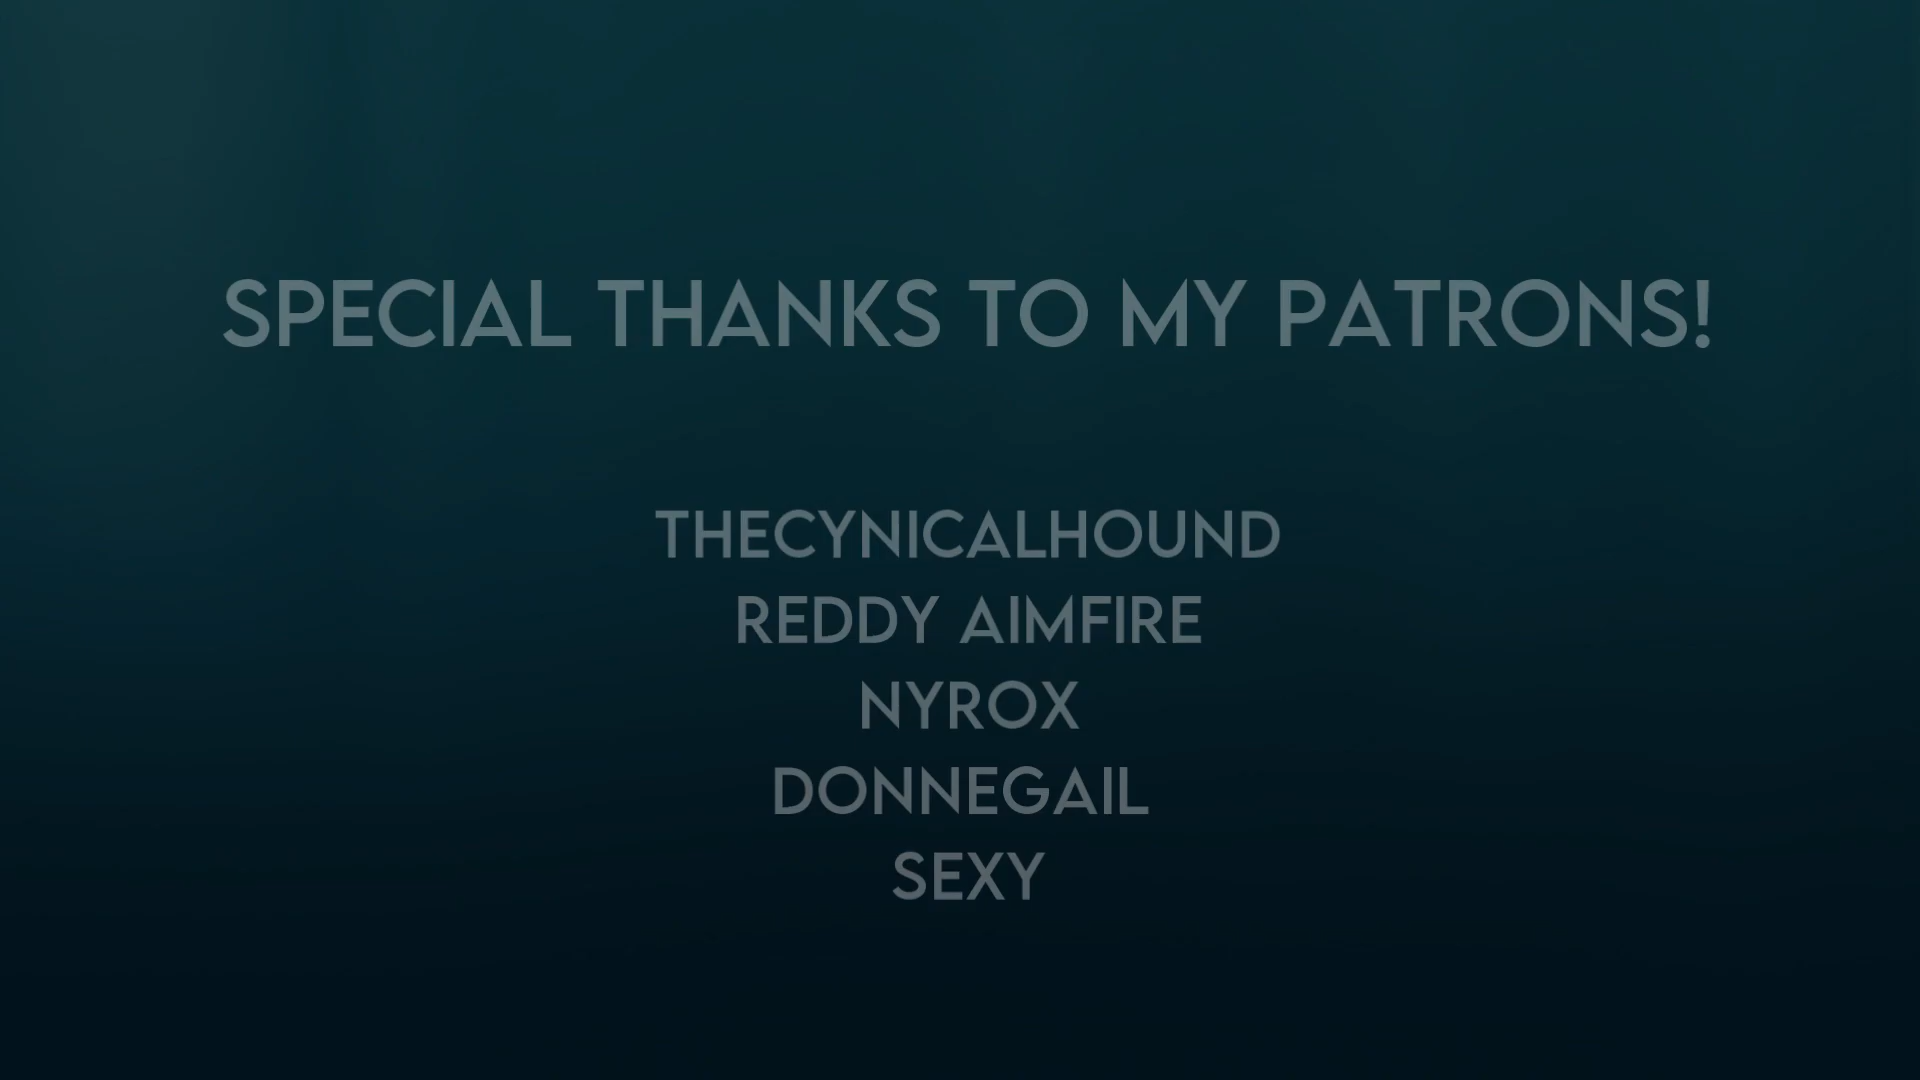 SPECIAL THANKS TO MY PATRONS!
THECYNICALHOUND
REDDY AIMFIRE
NYROX
DONNEGAIL
SEXY